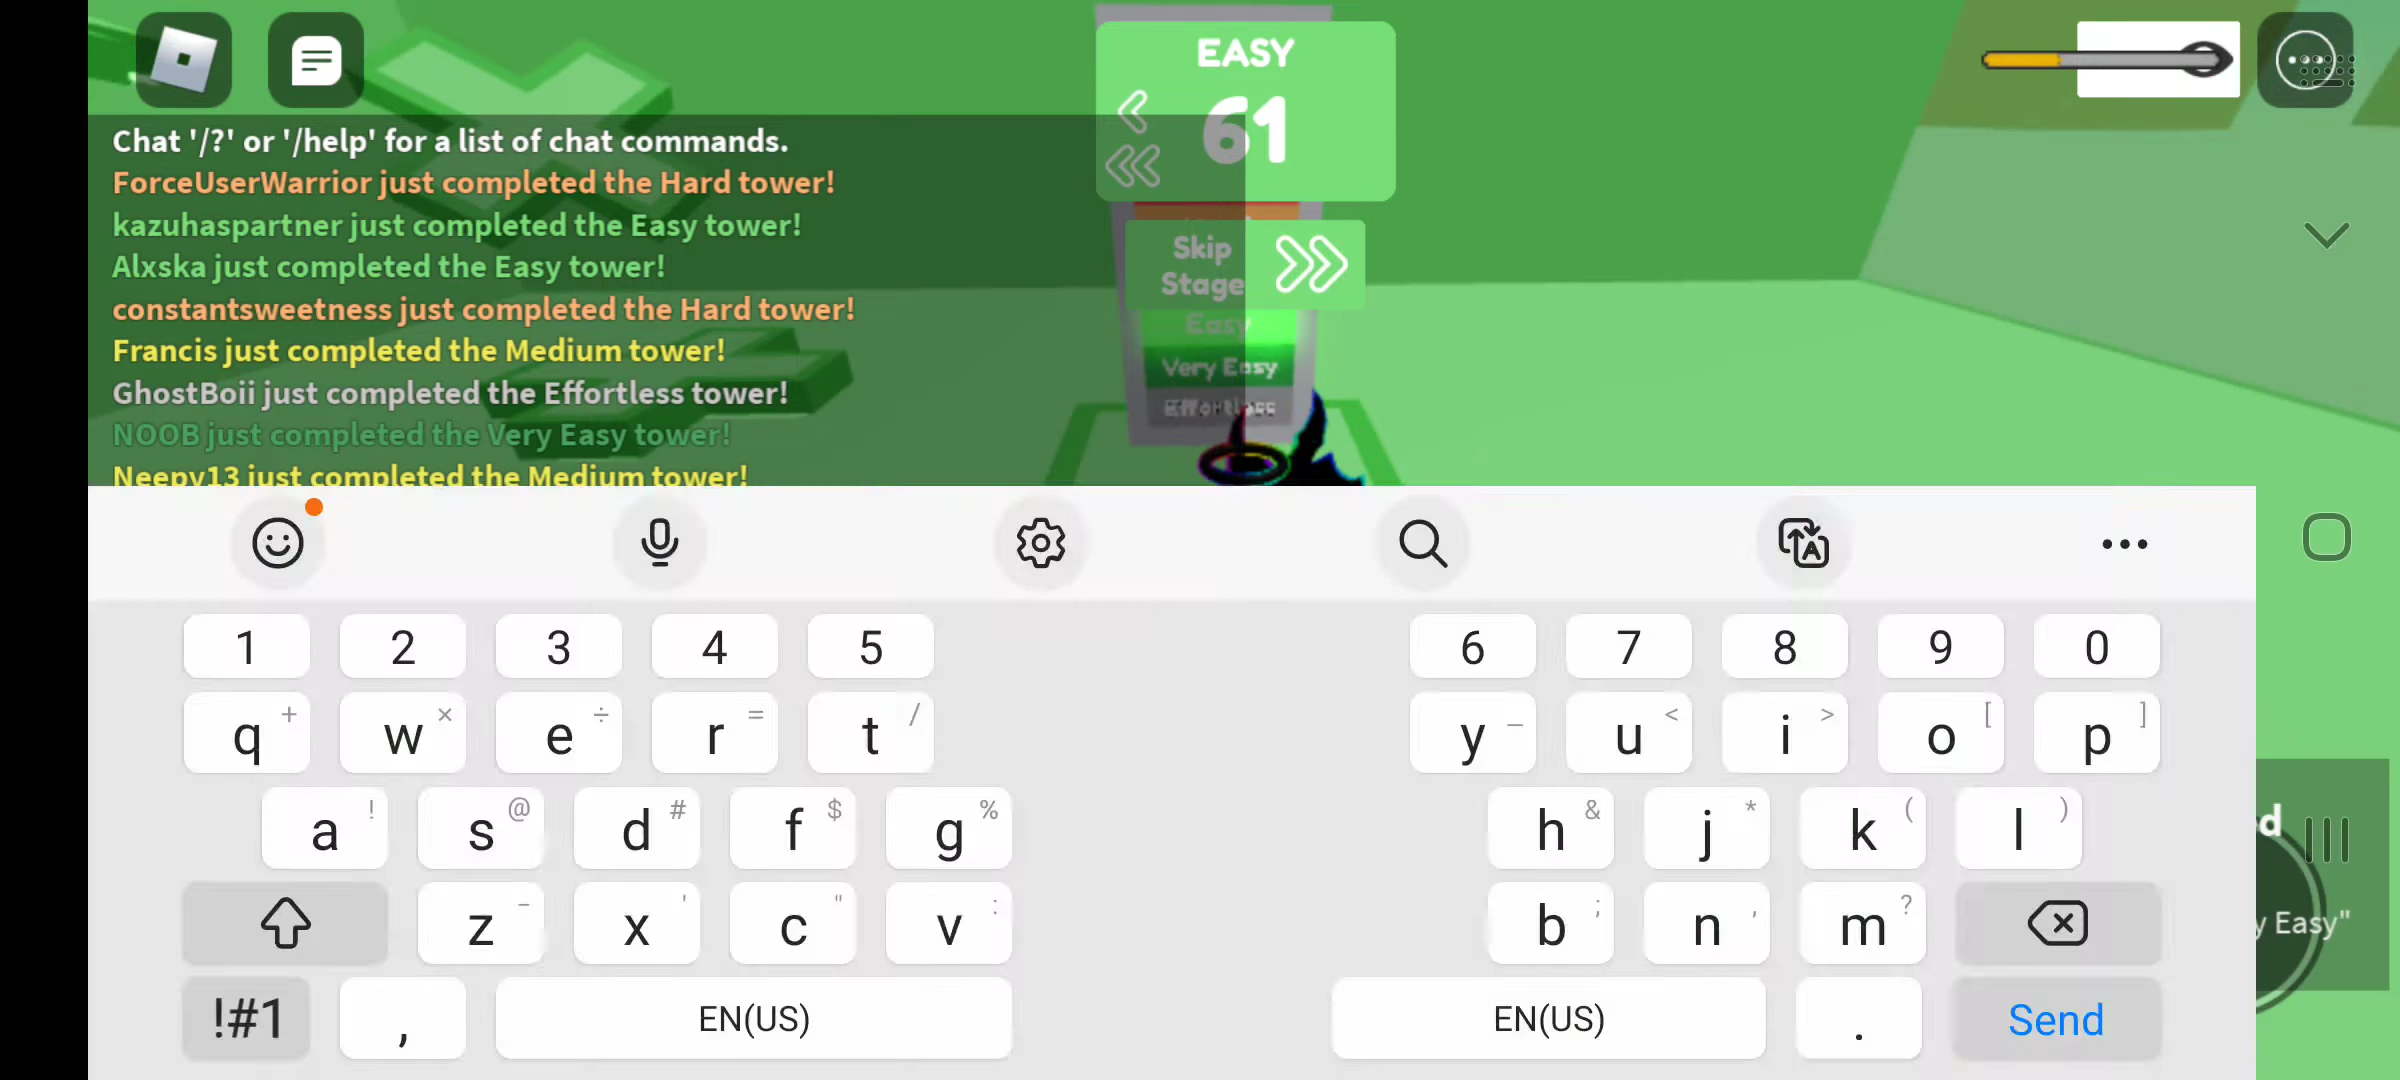 EASY
61
Chat '/?' or '/help' for a list of chat commands.
ForceUserWarrior just completed the Hard tower!
kazuhaspartner just completed the Easy tower!
Alxska just completed the Easy tower!
constantsweetness just completed the Hard tower!
Francis just completed the Medium tower!
GhostBoii just completed the Effortless tower!
NOOB just completed the Very Easy tower!
Neepy13 just completed the Medium tower!
Skip
Stage
Easy
Very Easy
Effortless
1 2 3 4 5 6 7 8 9 0
q + w × e ÷ r = t / y _ u < i > o [ p ]
a ! s @ d # f $ g % h & j * k ( l )
z - x ' c " v : b ; n , m ?
!#1 , EN(US) EN(US) . Send
d
y Easy"